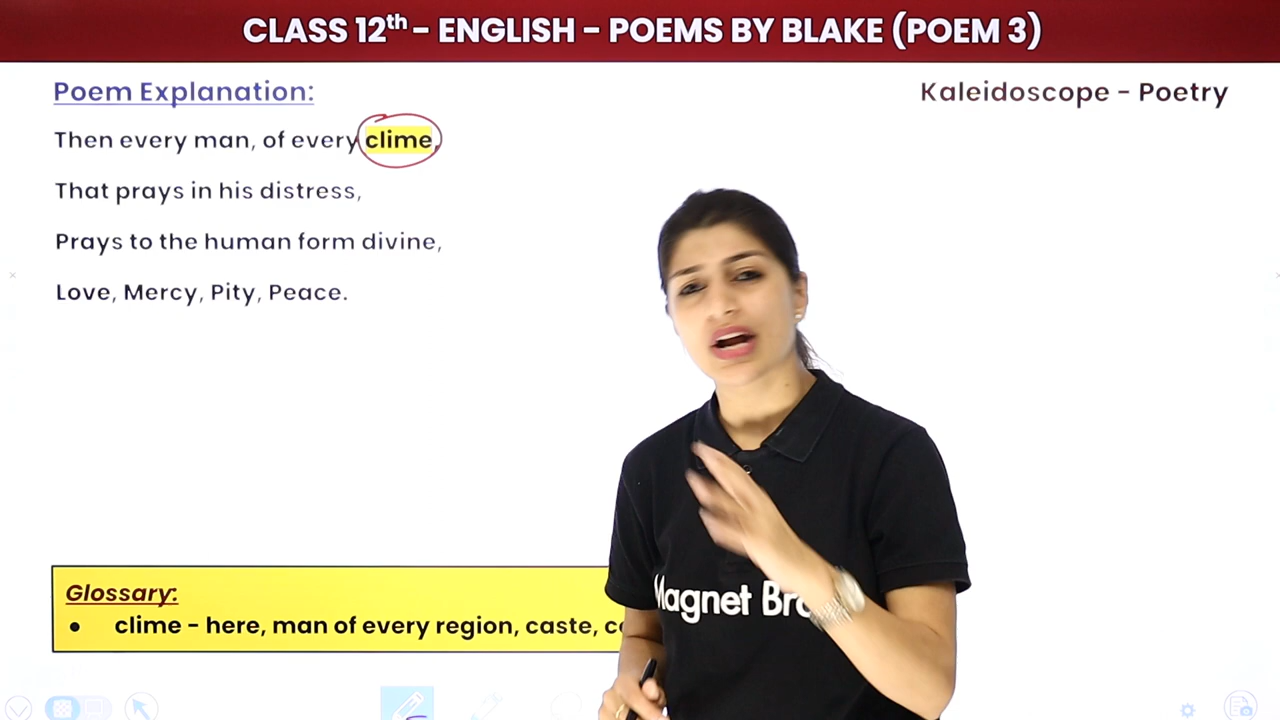 CLASS 12th - ENGLISH - POEMS BY BLAKE (POEM 3)
Poem Explanation:
Kaleidoscope - Poetry
Then every man, of every clime,
That prays in his distress,
Prays to the human form divine,
Love, Mercy, Pity, Peace.
Glossary:
• clime - here, man of every region, caste,
Magnet